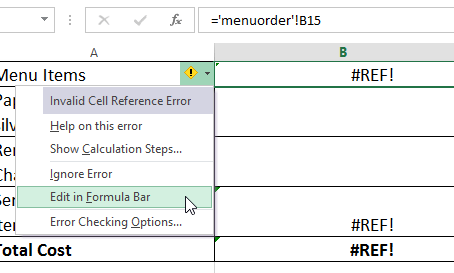 ='menuorder'!B15
A
B
Menu Items
#REF!
Invalid Cell Reference Error
Help on this error
Show Calculation Steps...
Ignore Error
Edit in Formula Bar
Error Checking Options...
#REF!
Total Cost
#REF!